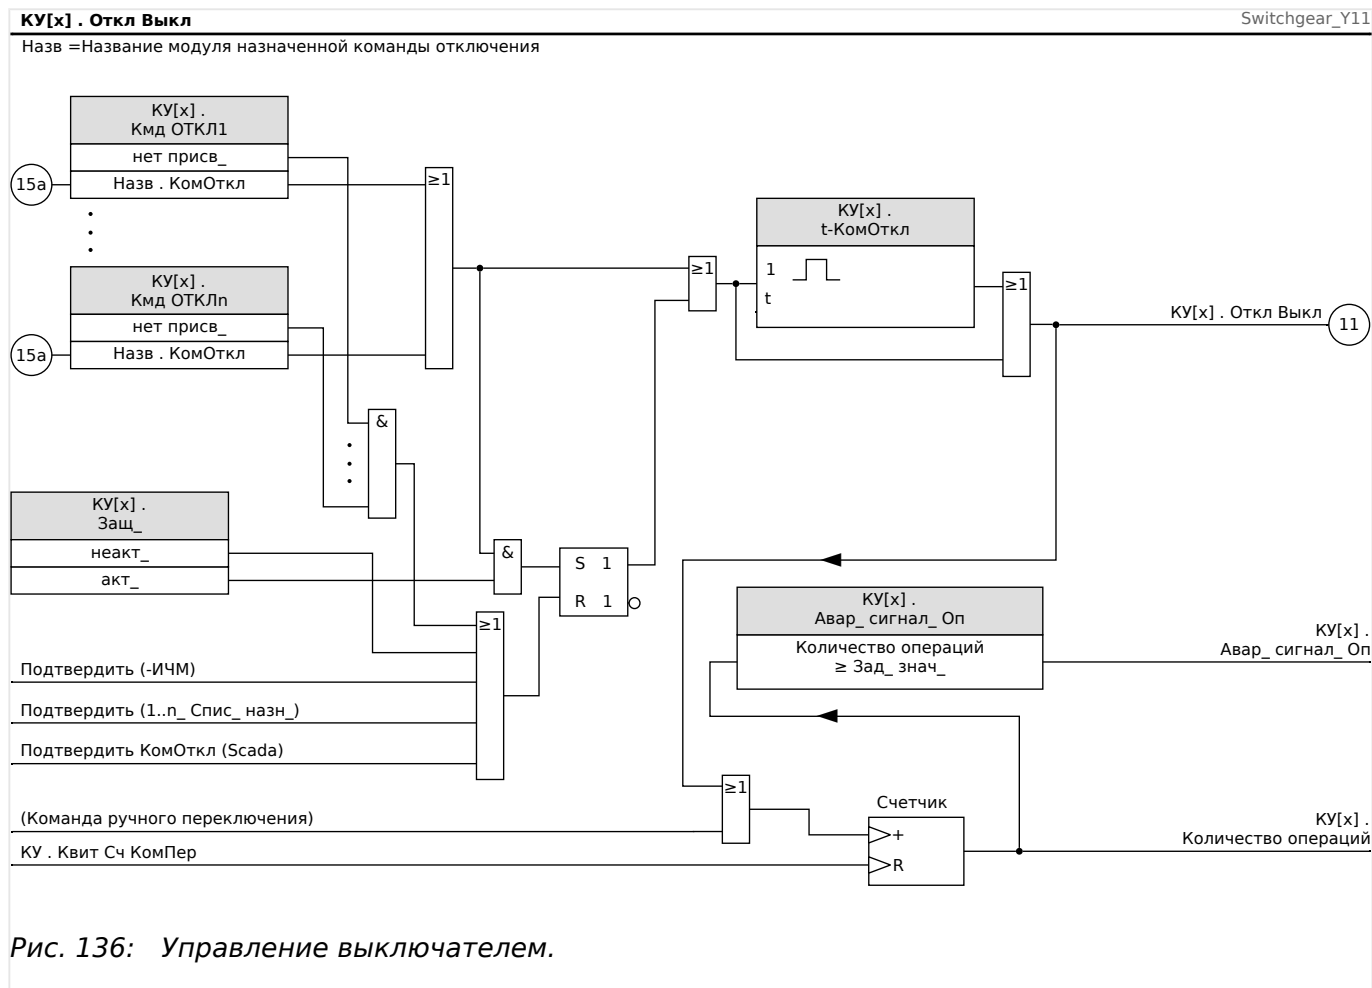 КУ[x] . Откл Выкл
Switchgear_Y11
Назв =Название модуля назначенной команды отключения
КУ[x] .
Кмд ОТКЛ1
нет присв_
15a
Назв . КомОткл
≥1
КУ[x] .
t-КомОткл
1
t
≥1
≥1
КУ[x] .
Кмд ОТКЛn
нет присв_
15a
Назв . КомОткл
КУ[x] . Откл Выкл
11
&
КУ[x] .
Защ_
неакт_
акт_
&
S 1
R 1
≥1
Подтвердить (-ИЧМ)
Подтвердить (1..n_ Спис_ назн_)
Подтвердить КомОткл (Scada)
КУ[x] .
Авар_ сигнал_ Оп
Количество операций
≥ Зад_ знач_
КУ[x] .
Авар_ сигнал_ Оп
≥1
Счетчик
(Команда ручного переключения)
+
КУ . Квит Сч КомПер
R
КУ[x] .
Количество операций
Рис. 136: Управление выключателем.